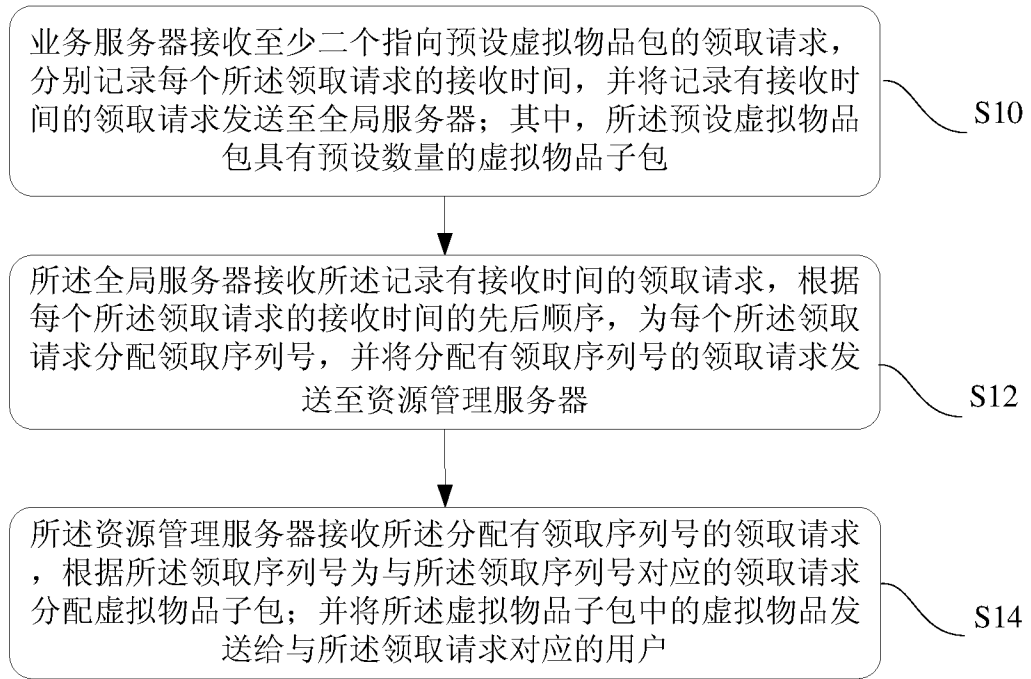 业务服务器接收至少二个指向预设虚拟物品包的领取请求，
分别记录每个所述领取请求的接收时间，并将记录有接收时
间的领取请求发送至全局服务器；其中，所述预设虚拟物品
包具有预设数量的虚拟物品子包
S10
所述全局服务器接收所述记录有接收时间的领取请求，根据
每个所述领取请求的接收时间的先后顺序，为每个所述领取
请求分配领取序列号，并将分配有领取序列号的领取请求发
送至资源管理服务器
S12
所述资源管理服务器接收所述分配有领取序列号的领取请求
，根据所述领取序列号为与所述领取序列号对应的领取请求
分配虚拟物品子包；并将所述虚拟物品子包中的虚拟物品发
送给与所述领取请求对应的用户
S14